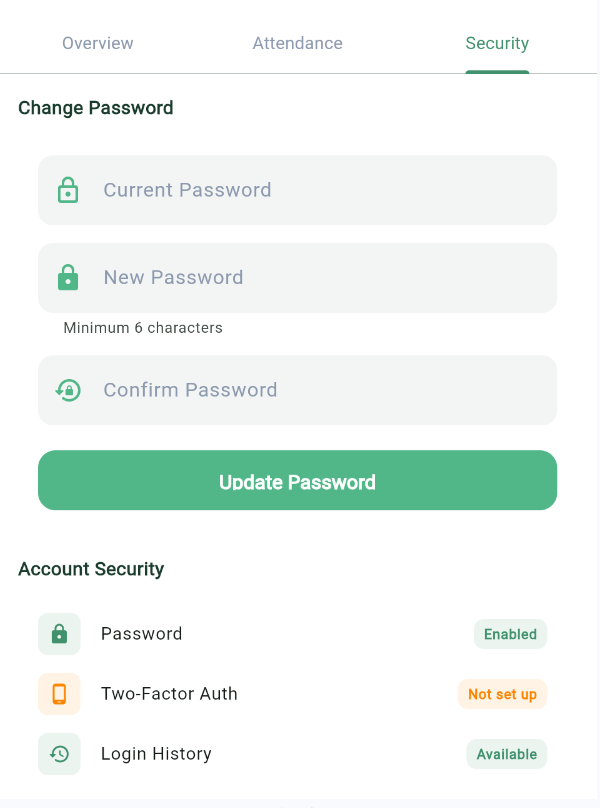 Overview Attendance Security
Change Password
Current Password
New Password
Minimum 6 characters
Confirm Password
Update Password
Account Security
Password Enabled
Two-Factor Auth Not set up
Login History Available